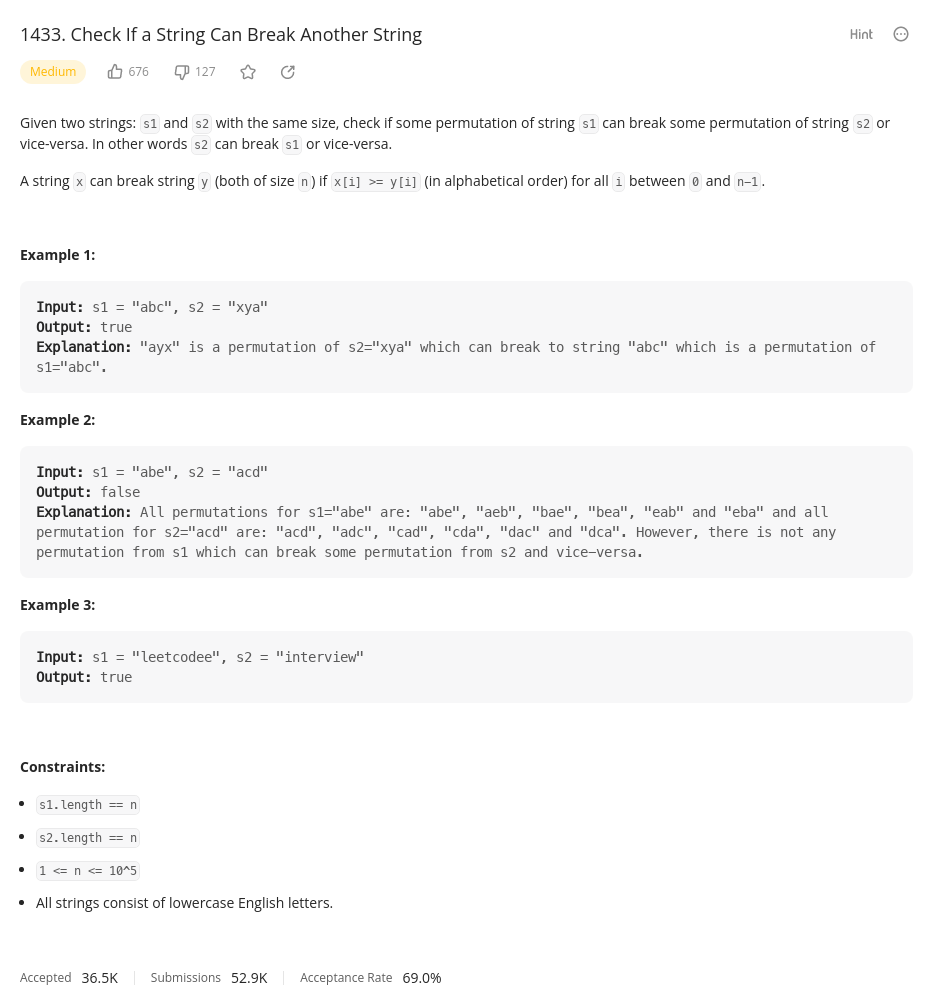 1433. Check If a String Can Break Another String
Hint
Medium 676 127
Given two strings: s1 and s2 with the same size, check if some permutation of string s1 can break some permutation of string s2 or
vice-versa. In other words s2 can break s1 or vice-versa.
A string x can break string y (both of size n) if x[i] >= y[i] (in alphabetical order) for all i between 0 and n-1.
Example 1:
Input: s1 = "abc", s2 = "xya"
Output: true
Explanation: "ayx" is a permutation of s2="xya" which can break to string "abc" which is a permutation of
s1="abc".
Example 2:
Input: s1 = "abe", s2 = "acd"
Output: false
Explanation: All permutations for s1="abe" are: "abe", "aeb", "bae", "bea", "eab" and "eba" and all
permutation for s2="acd" are: "acd", "adc", "cad", "cda", "dac" and "dca". However, there is not any
permutation from s1 which can break some permutation from s2 and vice-versa.
Example 3:
Input: s1 = "leetcodee", s2 = "interview"
Output: true
Constraints:
• s1.length == n
• s2.length == n
• 1 <= n <= 10^5
• All strings consist of lowercase English letters.
Accepted 36.5K Submissions 52.9K Acceptance Rate 69.0%